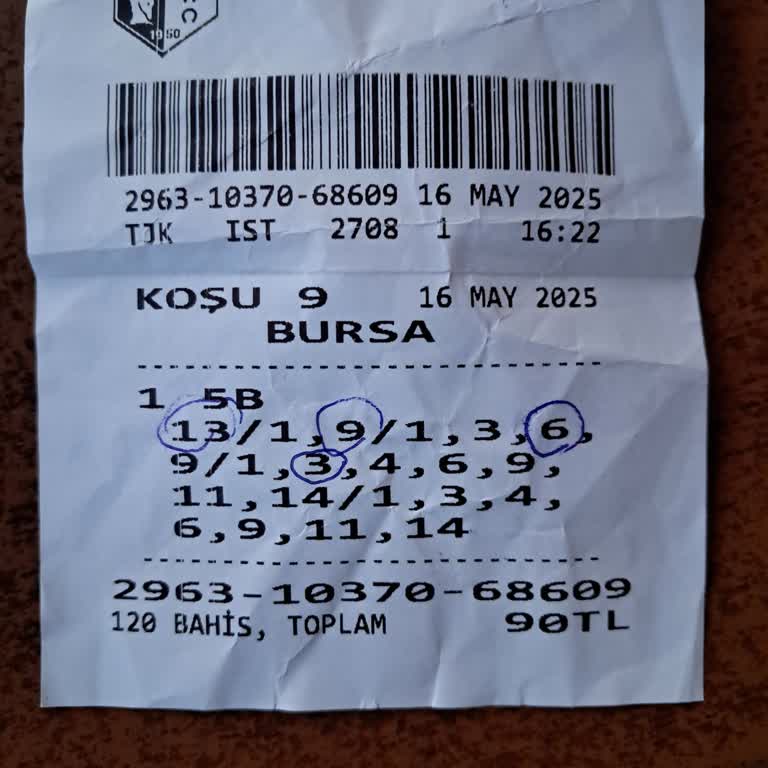 1950
2963-10370-68609 16 MAY 2025
TJK IST 2708 1 16:22
KOŞU 9 16 MAY 2025
BURSA
1 5B
13/1,9/1,3,6,
9/1,3,4,6,9,
11,14/1,3,4,
6,9,11,14
2963-10370-68609
120 BAHİS, TOPLAM 90TL